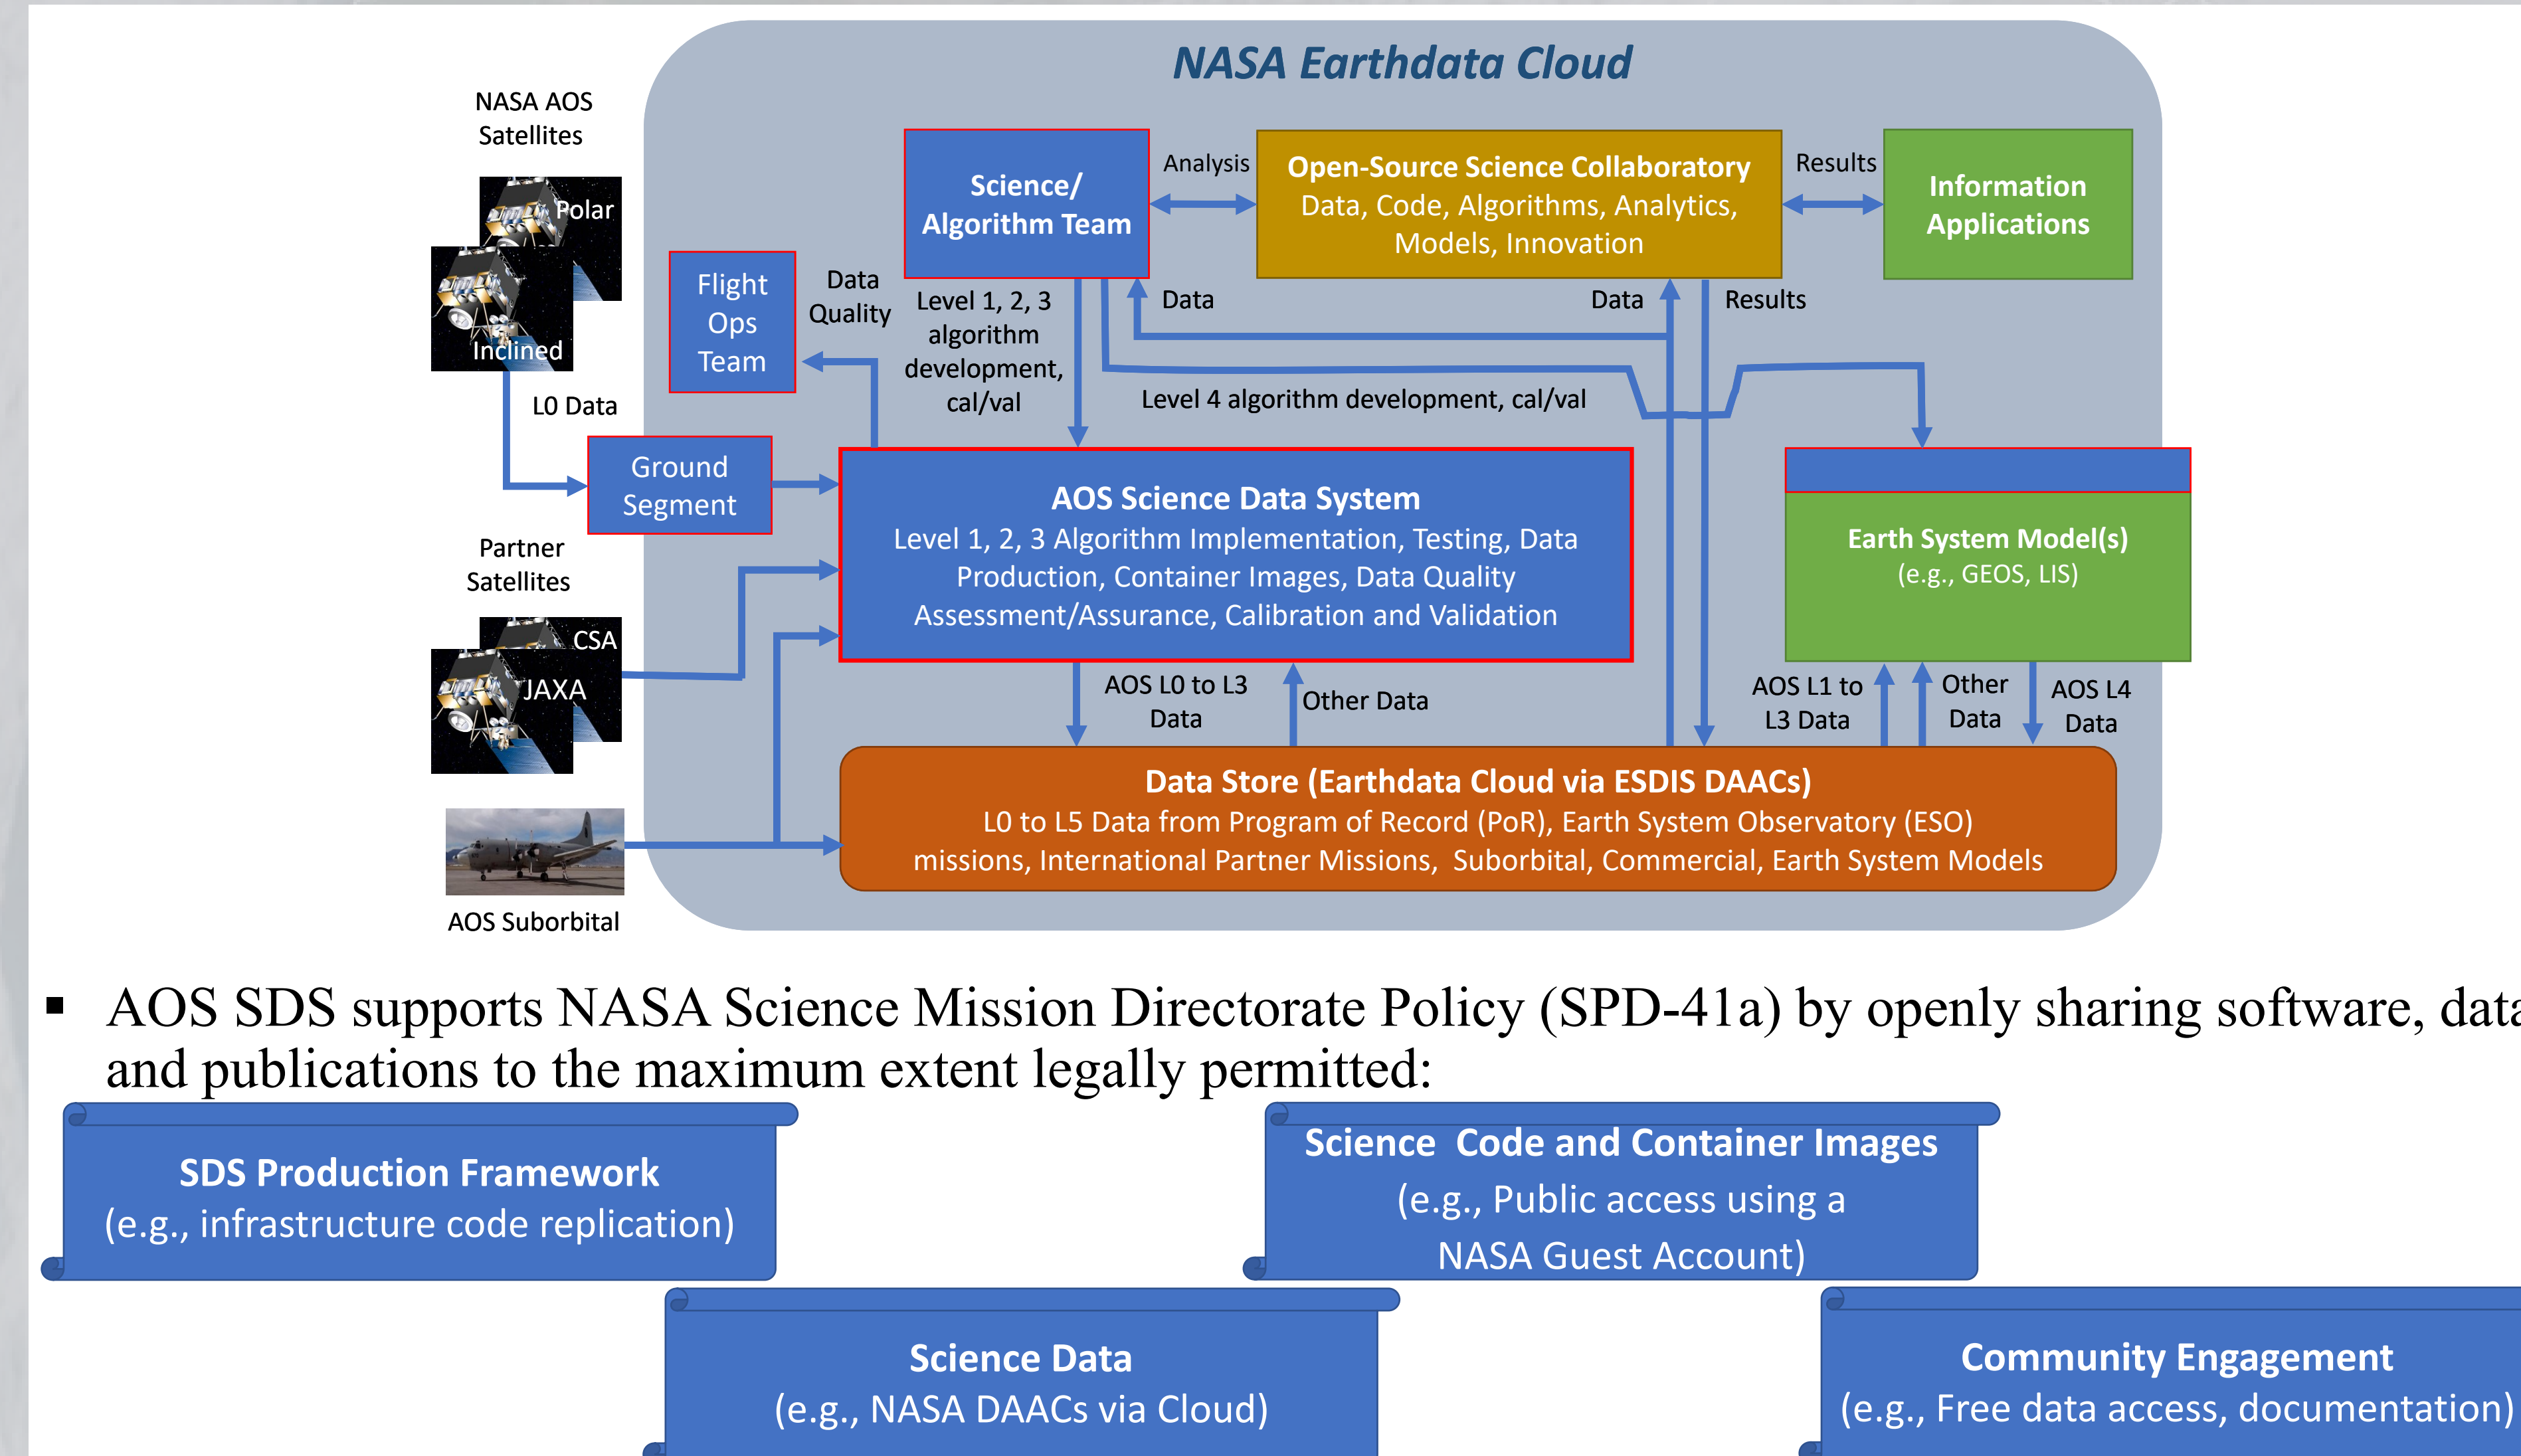 NASA Earthdata Cloud
NASA AOS
Satellites
Polar
Inclined
L0 Data
Science/
Algorithm Team
Analysis
Open-Source Science Collaboratory
Data, Code, Algorithms, Analytics,
Models, Innovation
Results
Information
Applications
Flight
Ops
Team
Data
Quality
Level 1, 2, 3
algorithm
development,
cal/val
Data
Data
Results
Level 4 algorithm development, cal/val
Ground
Segment
AOS Science Data System
Level 1, 2, 3 Algorithm Implementation, Testing, Data
Production, Container Images, Data Quality
Assessment/Assurance, Calibration and Validation
Earth System Model(s)
(e.g., GEOS, LIS)
Partner
Satellites
CSA
JAXA
AOS L0 to L3
Data
Other Data
AOS L1 to
L3 Data
Other
Data
AOS L4
Data
Data Store (Earthdata Cloud via ESDIS DAACs)
L0 to L5 Data from Program of Record (PoR), Earth System Observatory (ESO)
missions, International Partner Missions, Suborbital, Commercial, Earth System Models
AOS Suborbital
▪ AOS SDS supports NASA Science Mission Directorate Policy (SPD-41a) by openly sharing software, data
and publications to the maximum extent legally permitted:
SDS Production Framework
(e.g., infrastructure code replication)
Science Code and Container Images
(e.g., Public access using a
NASA Guest Account)
Science Data
(e.g., NASA DAACs via Cloud)
Community Engagement
(e.g., Free data access, documentation)